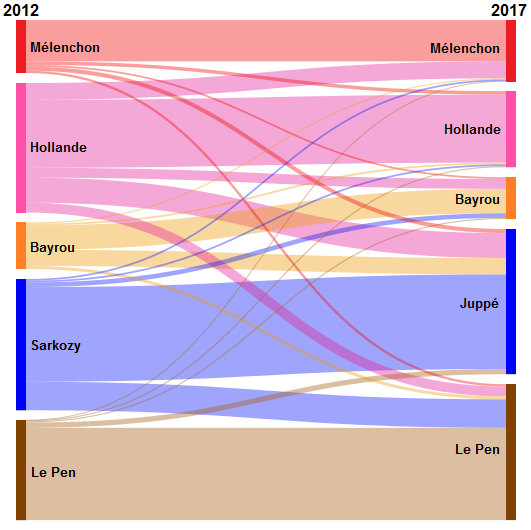 2012 2017
Mélenchon Mélenchon
Hollande Hollande
Bayrou Bayrou
Sarkozy Juppé
Le Pen Le Pen